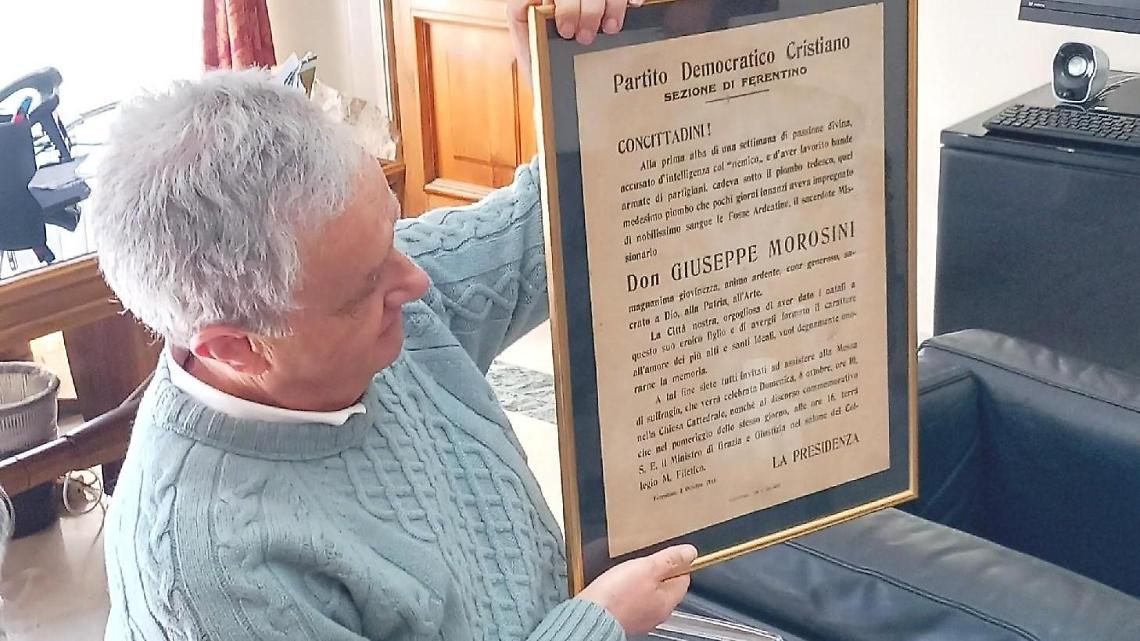 Partito Democratico Cristiano
SEZIONE DI FERENTINO
CONCITTADINI!
Alla prima alba di una settimana di passione divina,
accusato d'intelligenza col "nemico„ e d'aver favorito bande
armate di partigiani, cadeva sotto il piombo tedesco, quel
medesimo piombo che pochi giorni innanzi aveva impregnato
di nobilissimo sangue le Fosse Ardeatine, il sacerdote Mis-
sionario
Don GIUSEPPE MOROSINI
magnanima giovinezza, animo ardente, cuor generoso, sa-
crato a Dio, alla Patria, all'Arte.
La Città nostra, orgogliosa di aver dato i natali a
questo suo eroico figlio e di avergli formato il carattere
all'amore dei più alti e santi Ideali, vuol degnamente ono-
rarne la memoria.
A tal fine siete tutti invitati ad assistere alla Messa
di suffragio, che verrà celebrata Domenica, 8 ottobre, ore 10,
nella Chiesa Cattedrale, nonchè al discorso commemorativo
che nel pomeriggio dello stesso giorno, alle ore 16, terrà
S. E. il Ministro di Grazia e Giustizia nel salone del Col-
legio M. Filetico.
LA PRESIDENZA
Ferentino, Ottobre